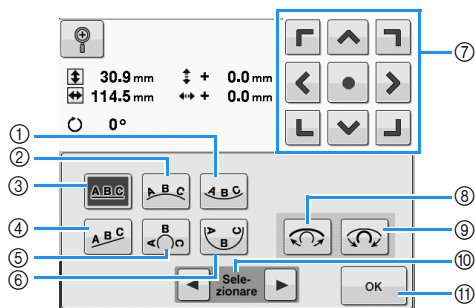 30.9 mm + 0.0 mm
114.5 mm + 0.0 mm
0°
①
②
③
④
⑤
⑥
⑦
⑧
⑨
⑩
⑪
ABC ABC ABC
ABC ABC ABC
Sele-
zionare
OK